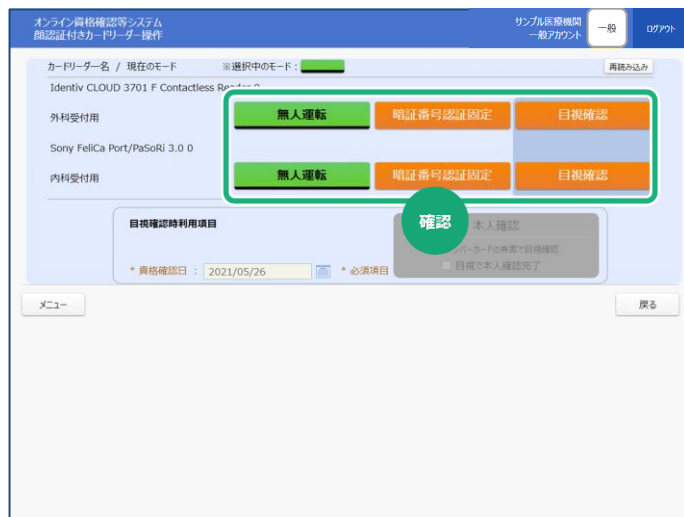 オンライン資格確認等システム
顔認証付きカードリーダー操作
サンプル医療機関
一般アカウント
一般
ログアウト
カードリーダー名 / 現在のモード ※選択中のモード:
再読み込み
Identiv CLOUD 3701 F Contactless Reader 0
外科受付用
無人運転 暗証番号認証固定 目視確認
Sony FeliCa Port/PaSoRi 3.0 0
内科受付用
無人運転 暗証番号認証固定 目視確認
確認
目視確認時利用項目
本人確認
バーカードの券面で目視確認
目視で本人確認完了
* 資格確認日 : 2021/05/26 * 必須項目
メニュー
戻る